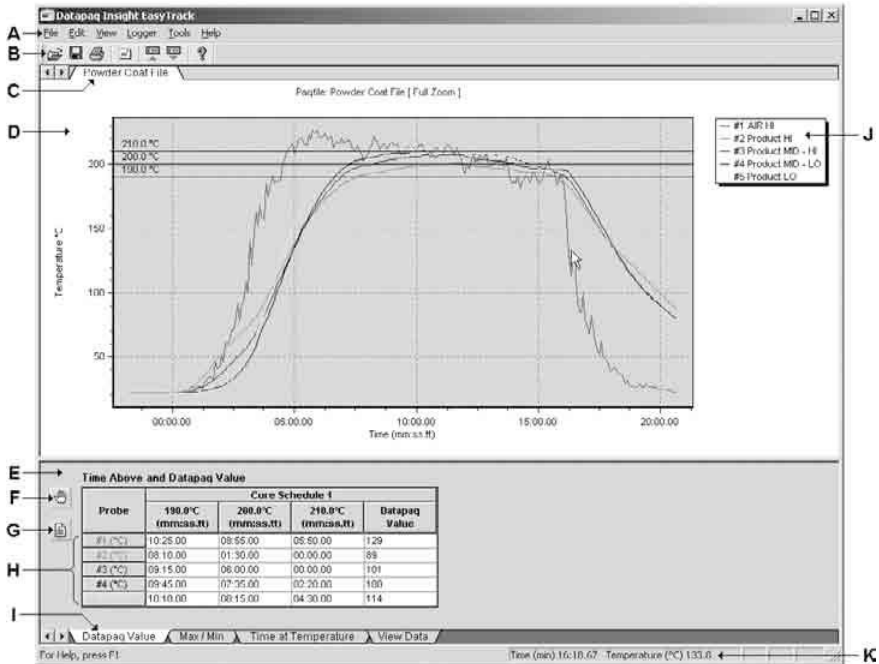 Datapaq Insight EasyTrack
A
File Edit View Logger Tools Help
B
C
Powder Coat File
Paqfile: Powder Coat File [ Full Zoom ]
D
J
#1 AIR HI
#2 Product HI
#3 Product MID - HI
#4 Product MID - LO
#5 Product LO
210.0 °C
200.0 °C
190.0 °C
200
150
100
50
Temperature °C
00:00.00 05:00.00 10:00.00 15:00.00 20:00.00
Time (mm:ss.ff)
E
Time Above and Datapaq Value
F
G
H
Cure Schedule 1
Probe 190.0°C (mm:ss.ff) 200.0°C (mm:ss.ff) 210.0°C (mm:ss.ff) Datapaq Value
#1 (°C) 10:25.00 08:55.00 05:50.00 129
#2 (°C) 08:10.00 01:30.00 00:00.00 89
#3 (°C) 09:15.00 06:00.00 00:00.00 101
#4 (°C) 09:45.00 07:35.00 02:20.00 100
10:10.00 08:15.00 04:30.00 114
I
Datapaq Value Max / Min Time at Temperature View Data
For Help, press F1
Time (min) 16:18.67 Temperature (°C) 133.8
K